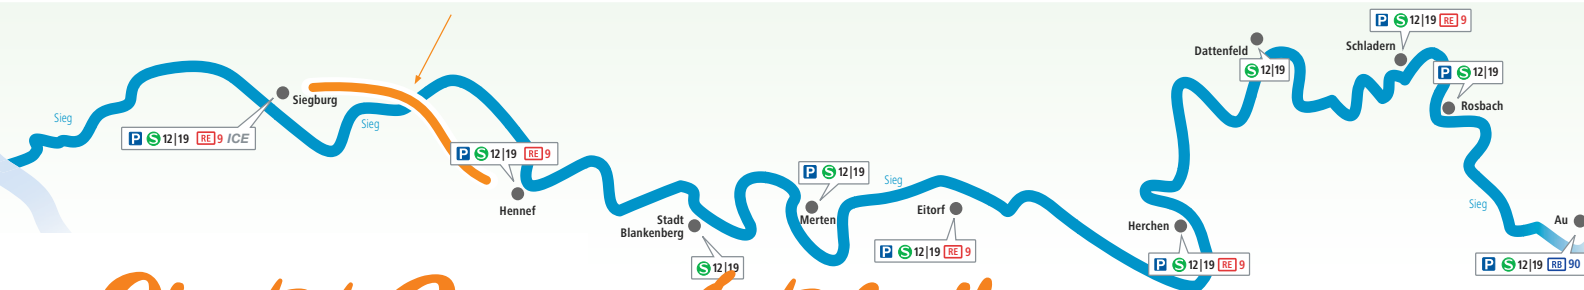 Sieg
Siegburg
P S 12|19 RE 9 ICE
Sieg
P S 12|19 RE 9
Hennef
Stadt
Blankenberg
S 12|19
P S 12|19
Merten
Sieg
Eitorf
P S 12|19 RE 9
Herchen
P S 12|19 RE 9
Dattenfeld
S 12|19
P S 12|19 RE 9
Schladern
P S 12|19
Rosbach
Sieg
Au
P S 12|19 RB 90